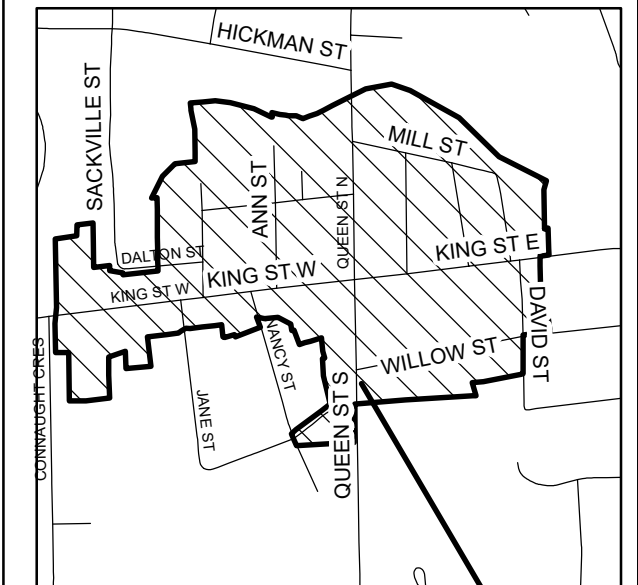 HICKMAN ST
SACKVILLE ST
MILL ST
ANN ST
QUEEN ST N
DALTON ST
KING ST E
KING ST W
KING ST W
DAVID ST
NANCY ST
WILLOW ST
CONNAUGHT CRES
JANE ST
QUEEN ST S